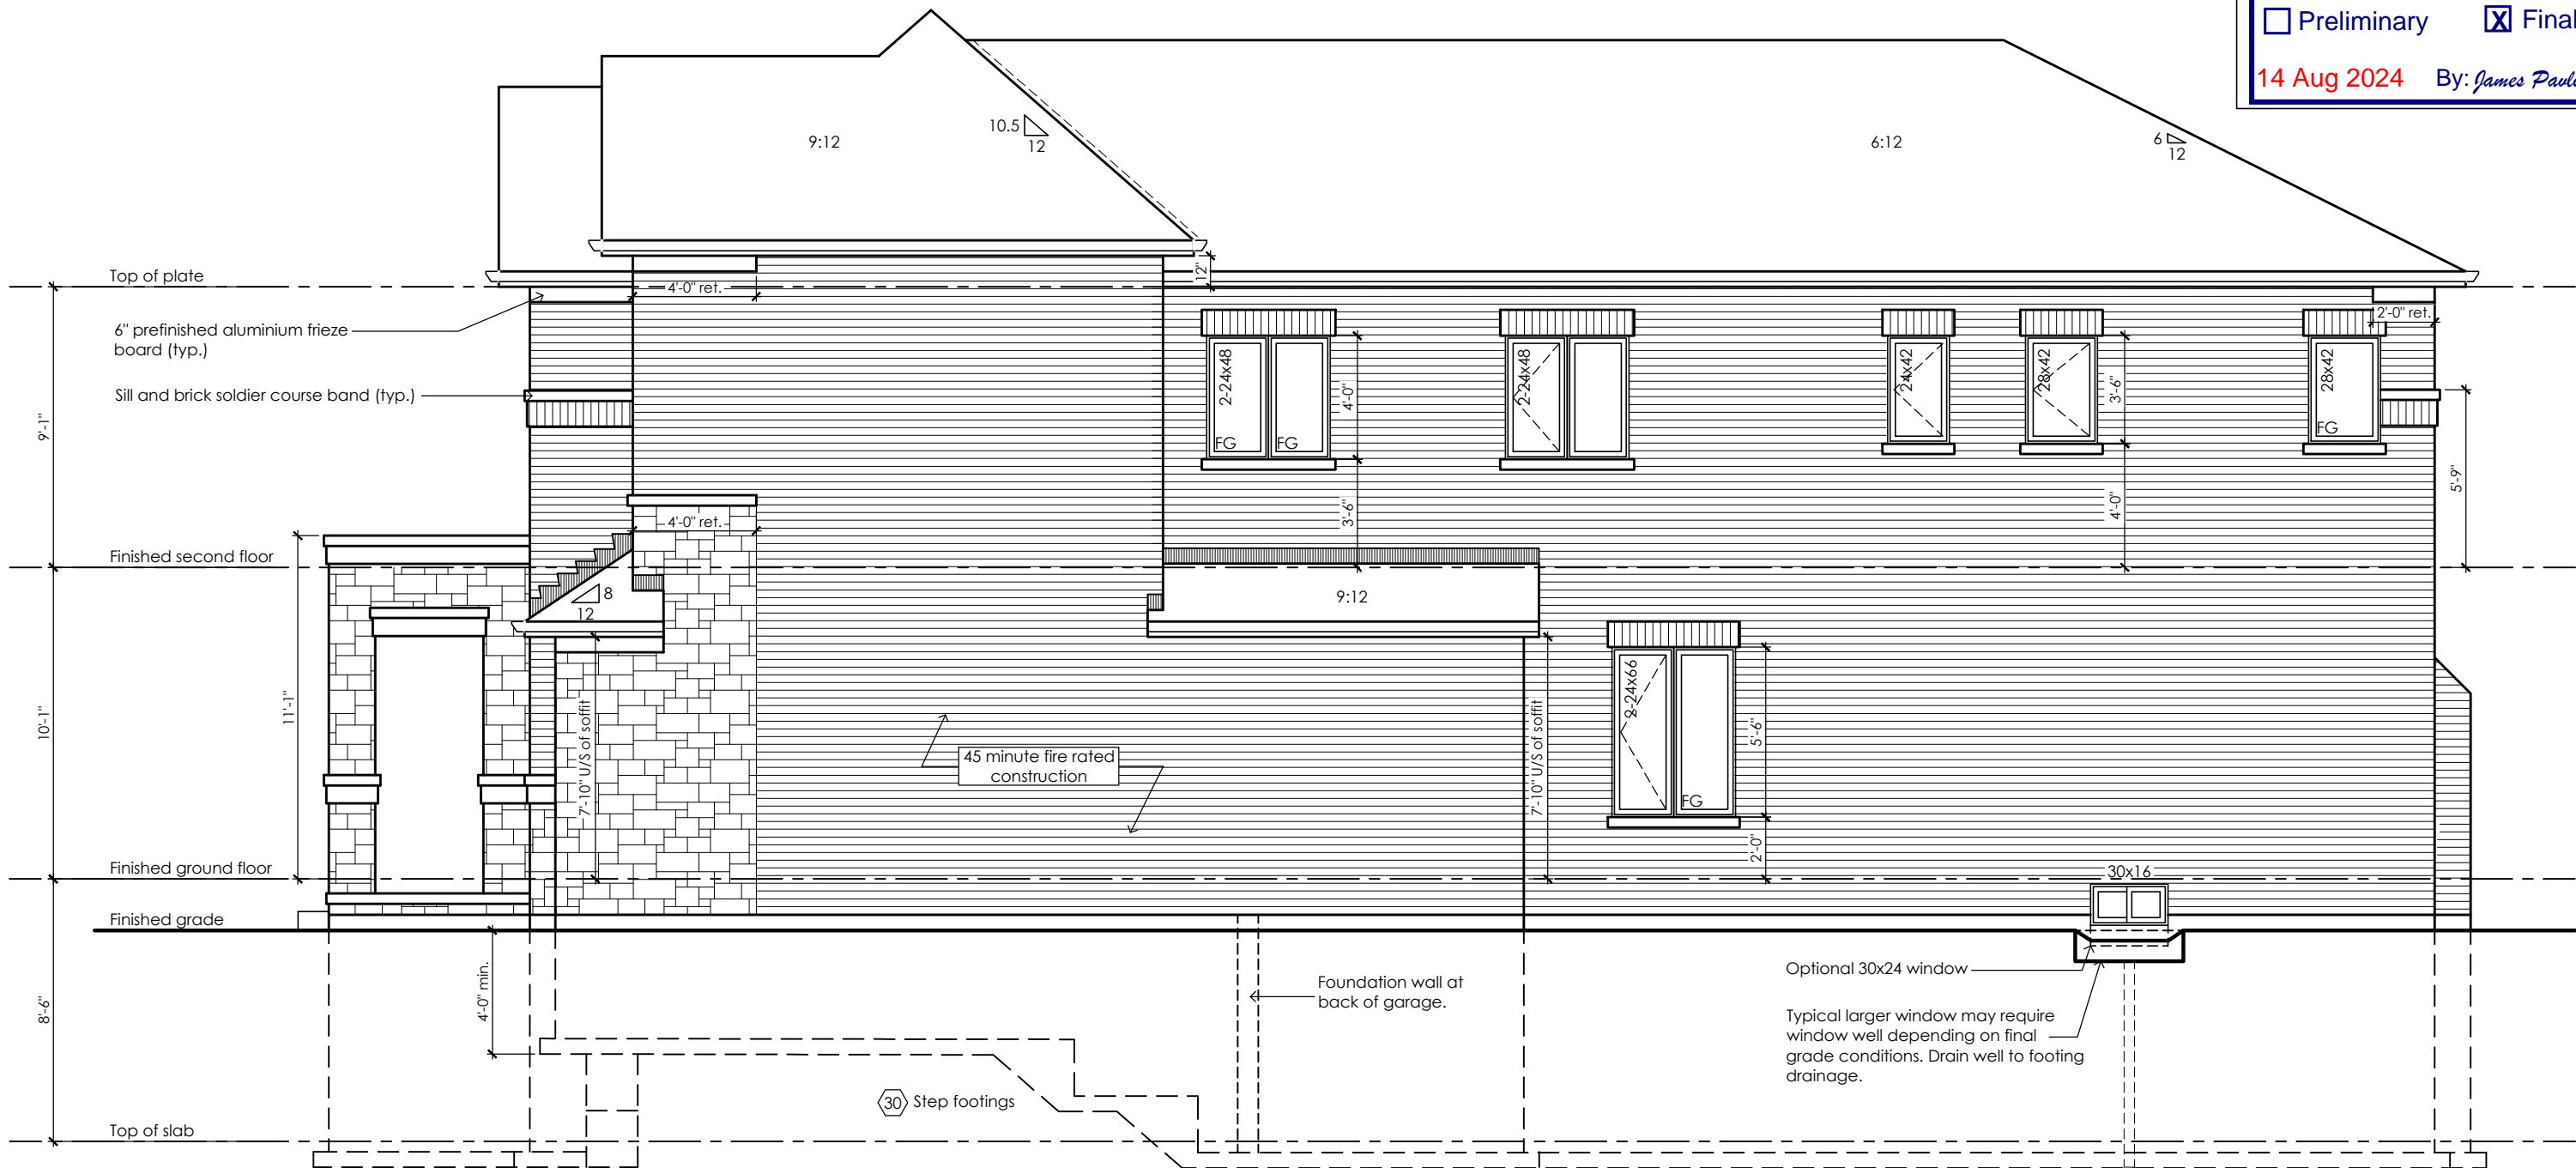 Preliminary
X Final
14 Aug 2024
By: James
9:12
10.5
12
6:12
6
12
Top of plate
4'-0" ret.
12"
2'-0" ret.
6" prefinished aluminium frieze
board (typ.)
Sill and brick soldier course band (typ.)
9'-1"
2-24x48
FG
FG
4'-0"
3'-6"
2-24x48
24x42
28x42
3'-6"
4'-0"
28x42
FG
5'-9"
4'-0" ret.
Finished second floor
8
12
9:12
11'-1"
10'-1"
7'-10" U/S of soffit
45 minute fire rated
construction
7'-10" U/S of soffit
2-24x66
FG
5'-6"
2'-0"
Finished ground floor
30x16
Finished grade
4'-0" min.
8'-6"
Foundation wall at
back of garage.
Optional 30x24 window
Typical larger window may require
window well depending on final
grade conditions. Drain well to footing
drainage.
30 Step footings
Top of slab